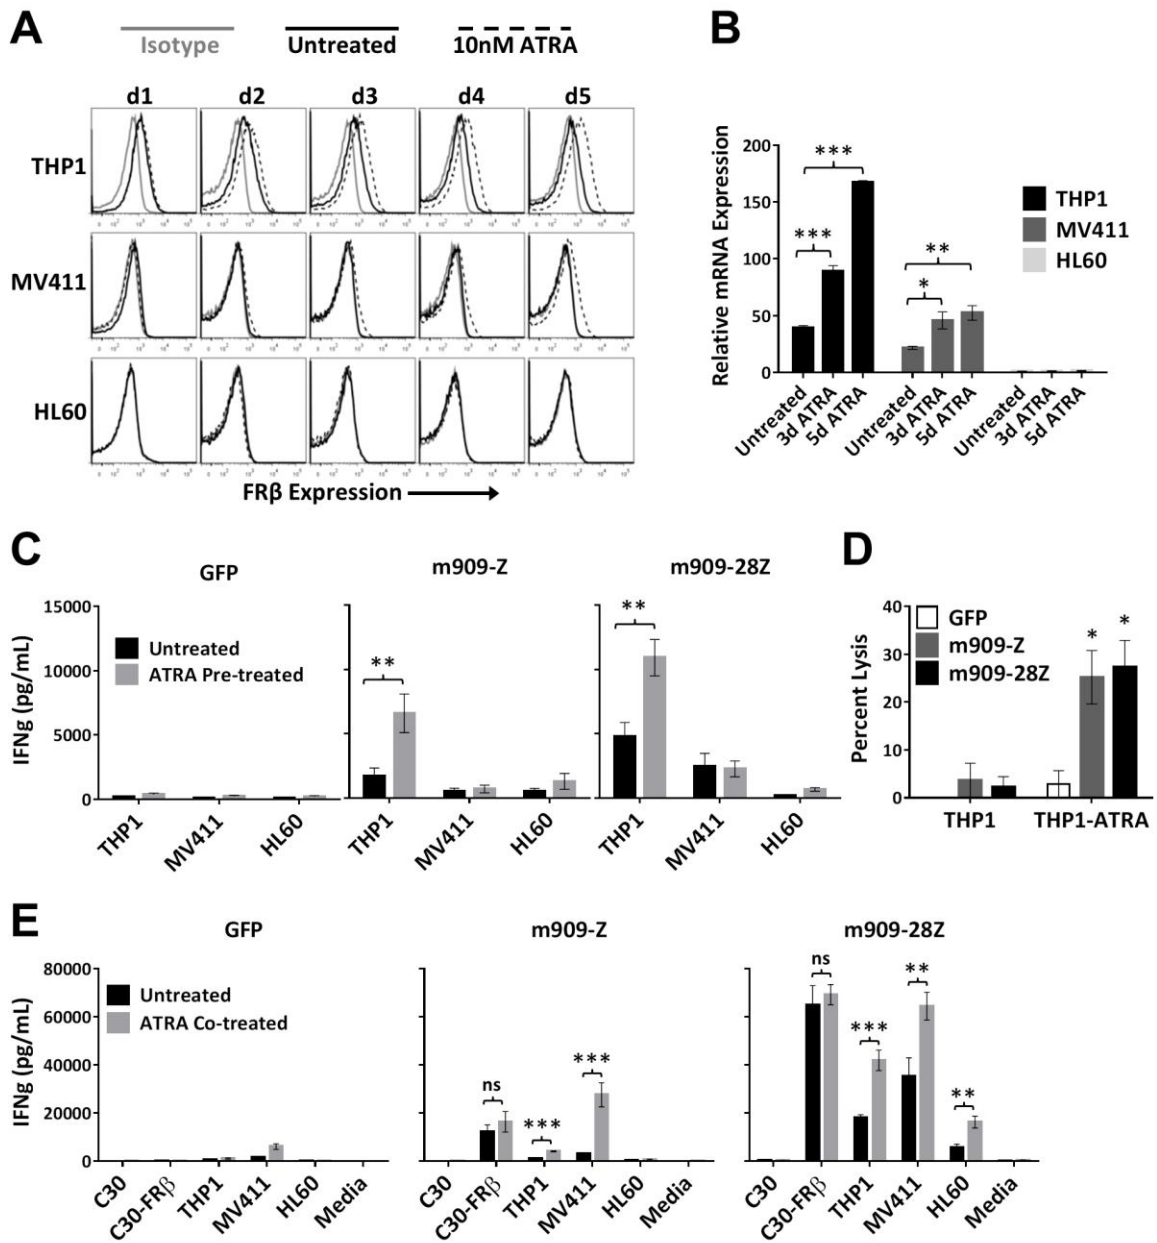 A
Isotype
Untreated
10nM ATRA
d1 d2 d3 d4 d5
THP1
MV411
HL60
FRβ Expression
B
Relative mRNA Expression
200
150
100
50
0
***
***
**
*
THP1
MV411
HL60
Untreated
3d ATRA
5d ATRA
Untreated
3d ATRA
5d ATRA
Untreated
3d ATRA
5d ATRA
C
GFP
m909-Z
m909-28Z
IFNg (pg/mL)
15000
10000
5000
0
Untreated
ATRA Pre-treated
**
**
THP1
MV411
HL60
THP1
MV411
HL60
THP1
MV411
HL60
D
Percent Lysis
40
30
20
10
0
GFP
m909-Z
m909-28Z
*
*
THP1
THP1-ATRA
E
GFP
m909-Z
m909-28Z
IFNg (pg/mL)
80000
60000
40000
20000
0
Untreated
ATRA Co-treated
ns
***
***
ns
***
**
**
C30
C30-FRβ
THP1
MV411
HL60
Media
C30
C30-FRβ
THP1
MV411
HL60
Media
C30
C30-FRβ
THP1
MV411
HL60
Media